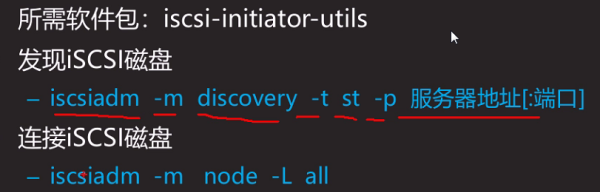 所需软件包：iscsi-initiator-utils
发现iSCSI磁盘
– iscsiadm -m discovery -t st -p 服务器地址[:端口]
连接iSCSI磁盘
– iscsiadm -m node -L all